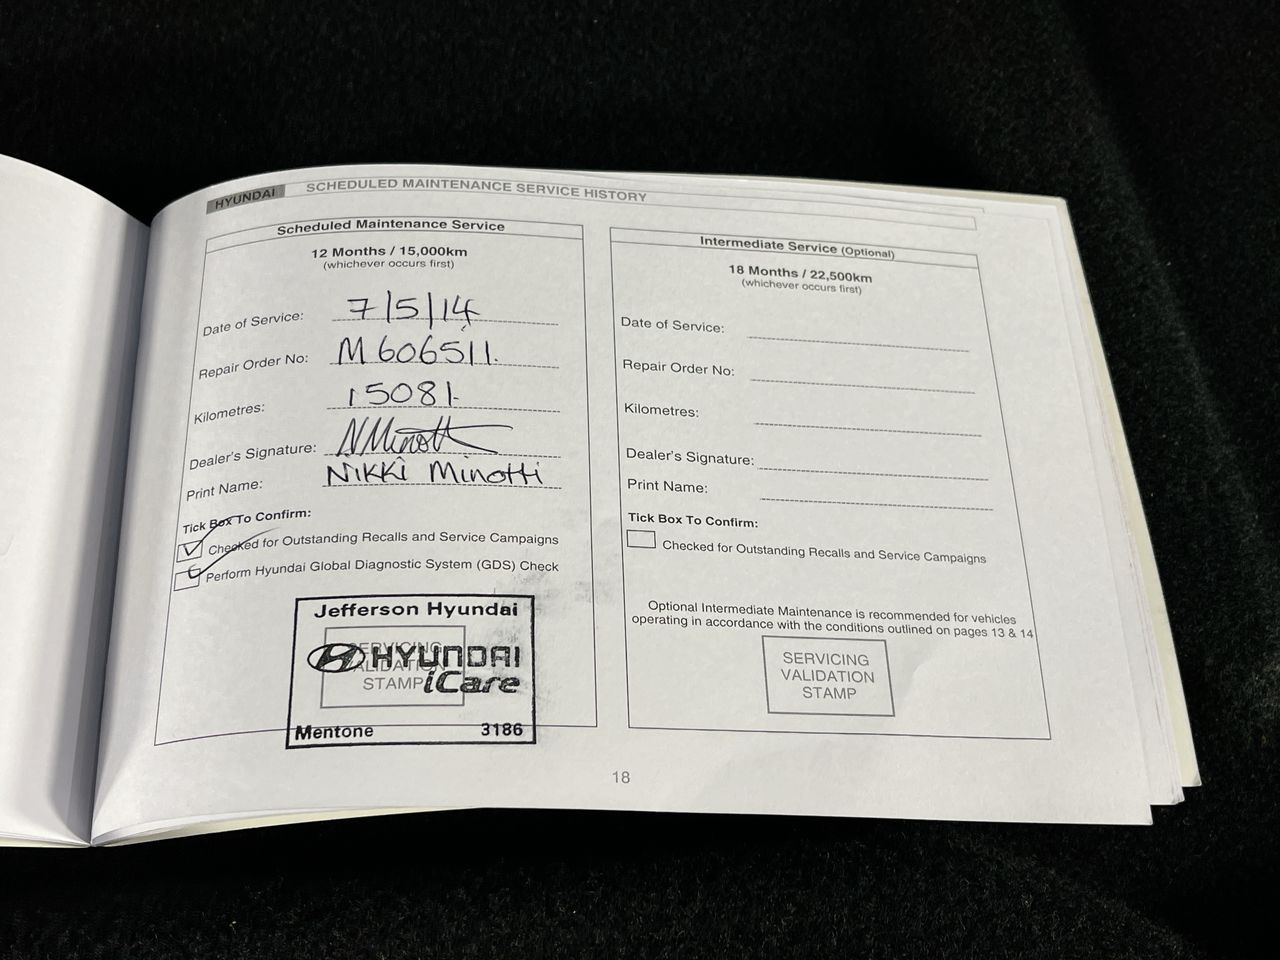 HYUNDAI SCHEDULED MAINTENANCE SERVICE HISTORY
Scheduled Maintenance Service
12 Months / 15,000km
(whichever occurs first)
Date of Service: 7/5/14
Repair Order No: M606511.
Kilometres: 15081
Dealer's Signature: NMinotti
Print Name: Nikki Minotti
Tick Box To Confirm:
Checked for Outstanding Recalls and Service Campaigns
Perform Hyundai Global Diagnostic System (GDS) Check
Jefferson Hyundai
SERVICING
VALIDATION
STAMP
HYUNDAI
iCare
Mentone 3186
Intermediate Service (Optional)
18 Months / 22,500km
(whichever occurs first)
Date of Service:
Repair Order No:
Kilometres:
Dealer's Signature:
Print Name:
Tick Box To Confirm:
Checked for Outstanding Recalls and Service Campaigns
Optional Intermediate Maintenance is recommended for vehicles
operating in accordance with the conditions outlined on pages 13 & 14
SERVICING
VALIDATION
STAMP
18